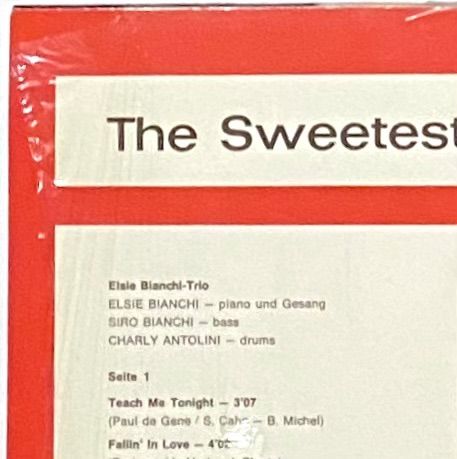 The Sweetest
Elsie Bianchi-Trio
ELSIE BIANCHI – piano und Gesang
SIRO BIANCHI – bass
CHARLY ANTOLINI – drums
Seite 1
Teach Me Tonight – 3'07
(Paul de Gene / S. Cahn – B. Michel)
Fallin' In Love –